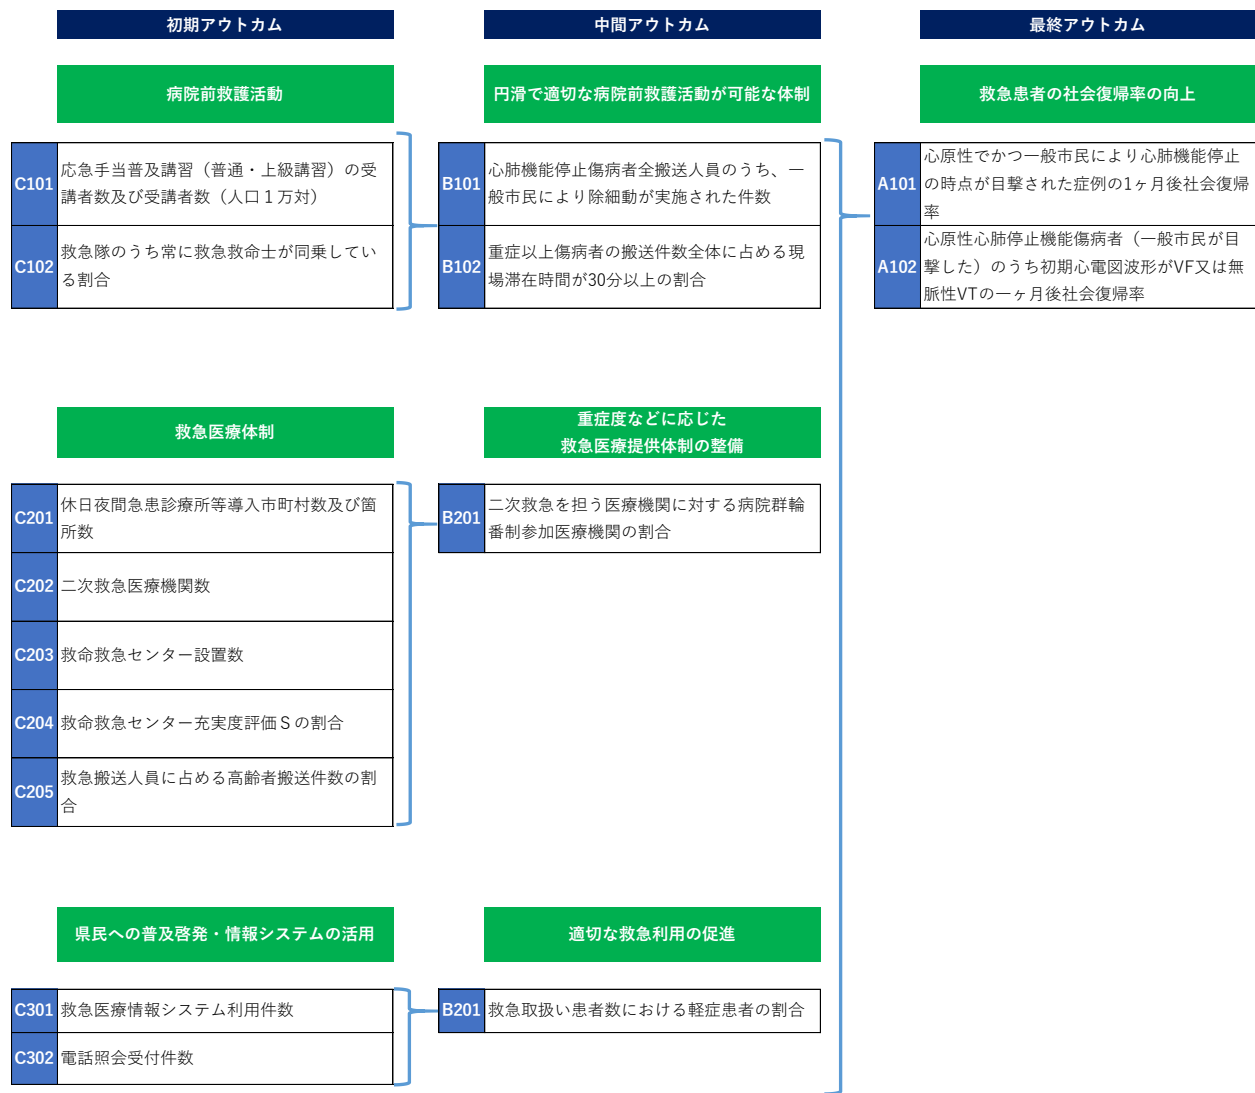 初期アウトカム
中間アウトカム
最終アウトカム
病院前救護活動
円滑で適切な病院前救護活動が可能な体制
救急患者の社会復帰率の向上
C101
応急手当普及講習（普通・上級講習）の受
講者数及び受講者数（人口１万対）
C102
救急隊のうち常に救急救命士が同乗してい
る割合
B101
心肺機能停止傷病者全搬送人員のうち、一
般市民により除細動が実施された件数
B102
重症以上傷病者の搬送件数全体に占める現
場滞在時間が30分以上の割合
A101
心原性でかつ一般市民により心肺機能停止
の時点が目撃された症例の1ヶ月後社会復帰
率
A102
心原性心肺停止機能傷病者（一般市民が目
撃した）のうち初期心電図波形がVF又は無
脈性VTの一ヶ月後社会復帰率
救急医療体制
重症度などに応じた
救急医療提供体制の整備
C201
休日夜間急患診療所等導入市町村数及び箇
所数
C202
二次救急医療機関数
C203
救命救急センター設置数
C204
救命救急センター充実度評価Ｓの割合
C205
救急搬送人員に占める高齢者搬送件数の割
合
B201
二次救急を担う医療機関に対する病院群輪
番制参加医療機関の割合
県民への普及啓発・情報システムの活用
適切な救急利用の促進
C301
救急医療情報システム利用件数
C302
電話照会受付件数
B201
救急取扱い患者数における軽症患者の割合